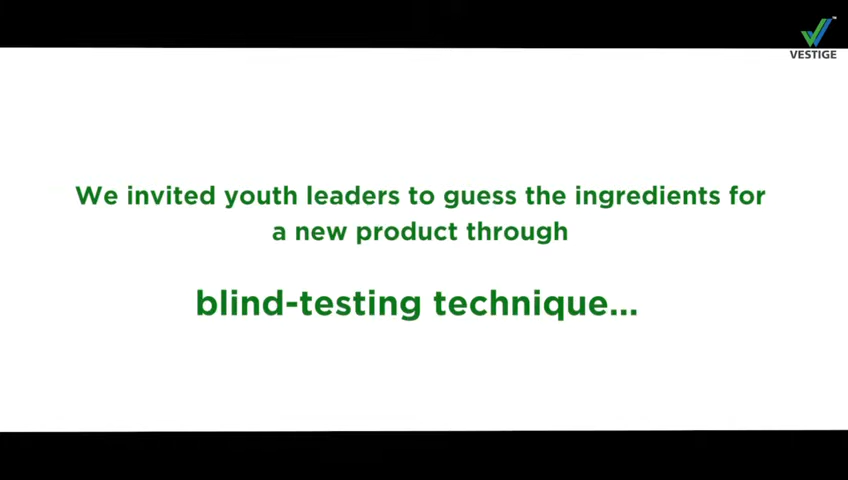 VESTIGE
We invited youth leaders to guess the ingredients for
a new product through
blind-testing technique...